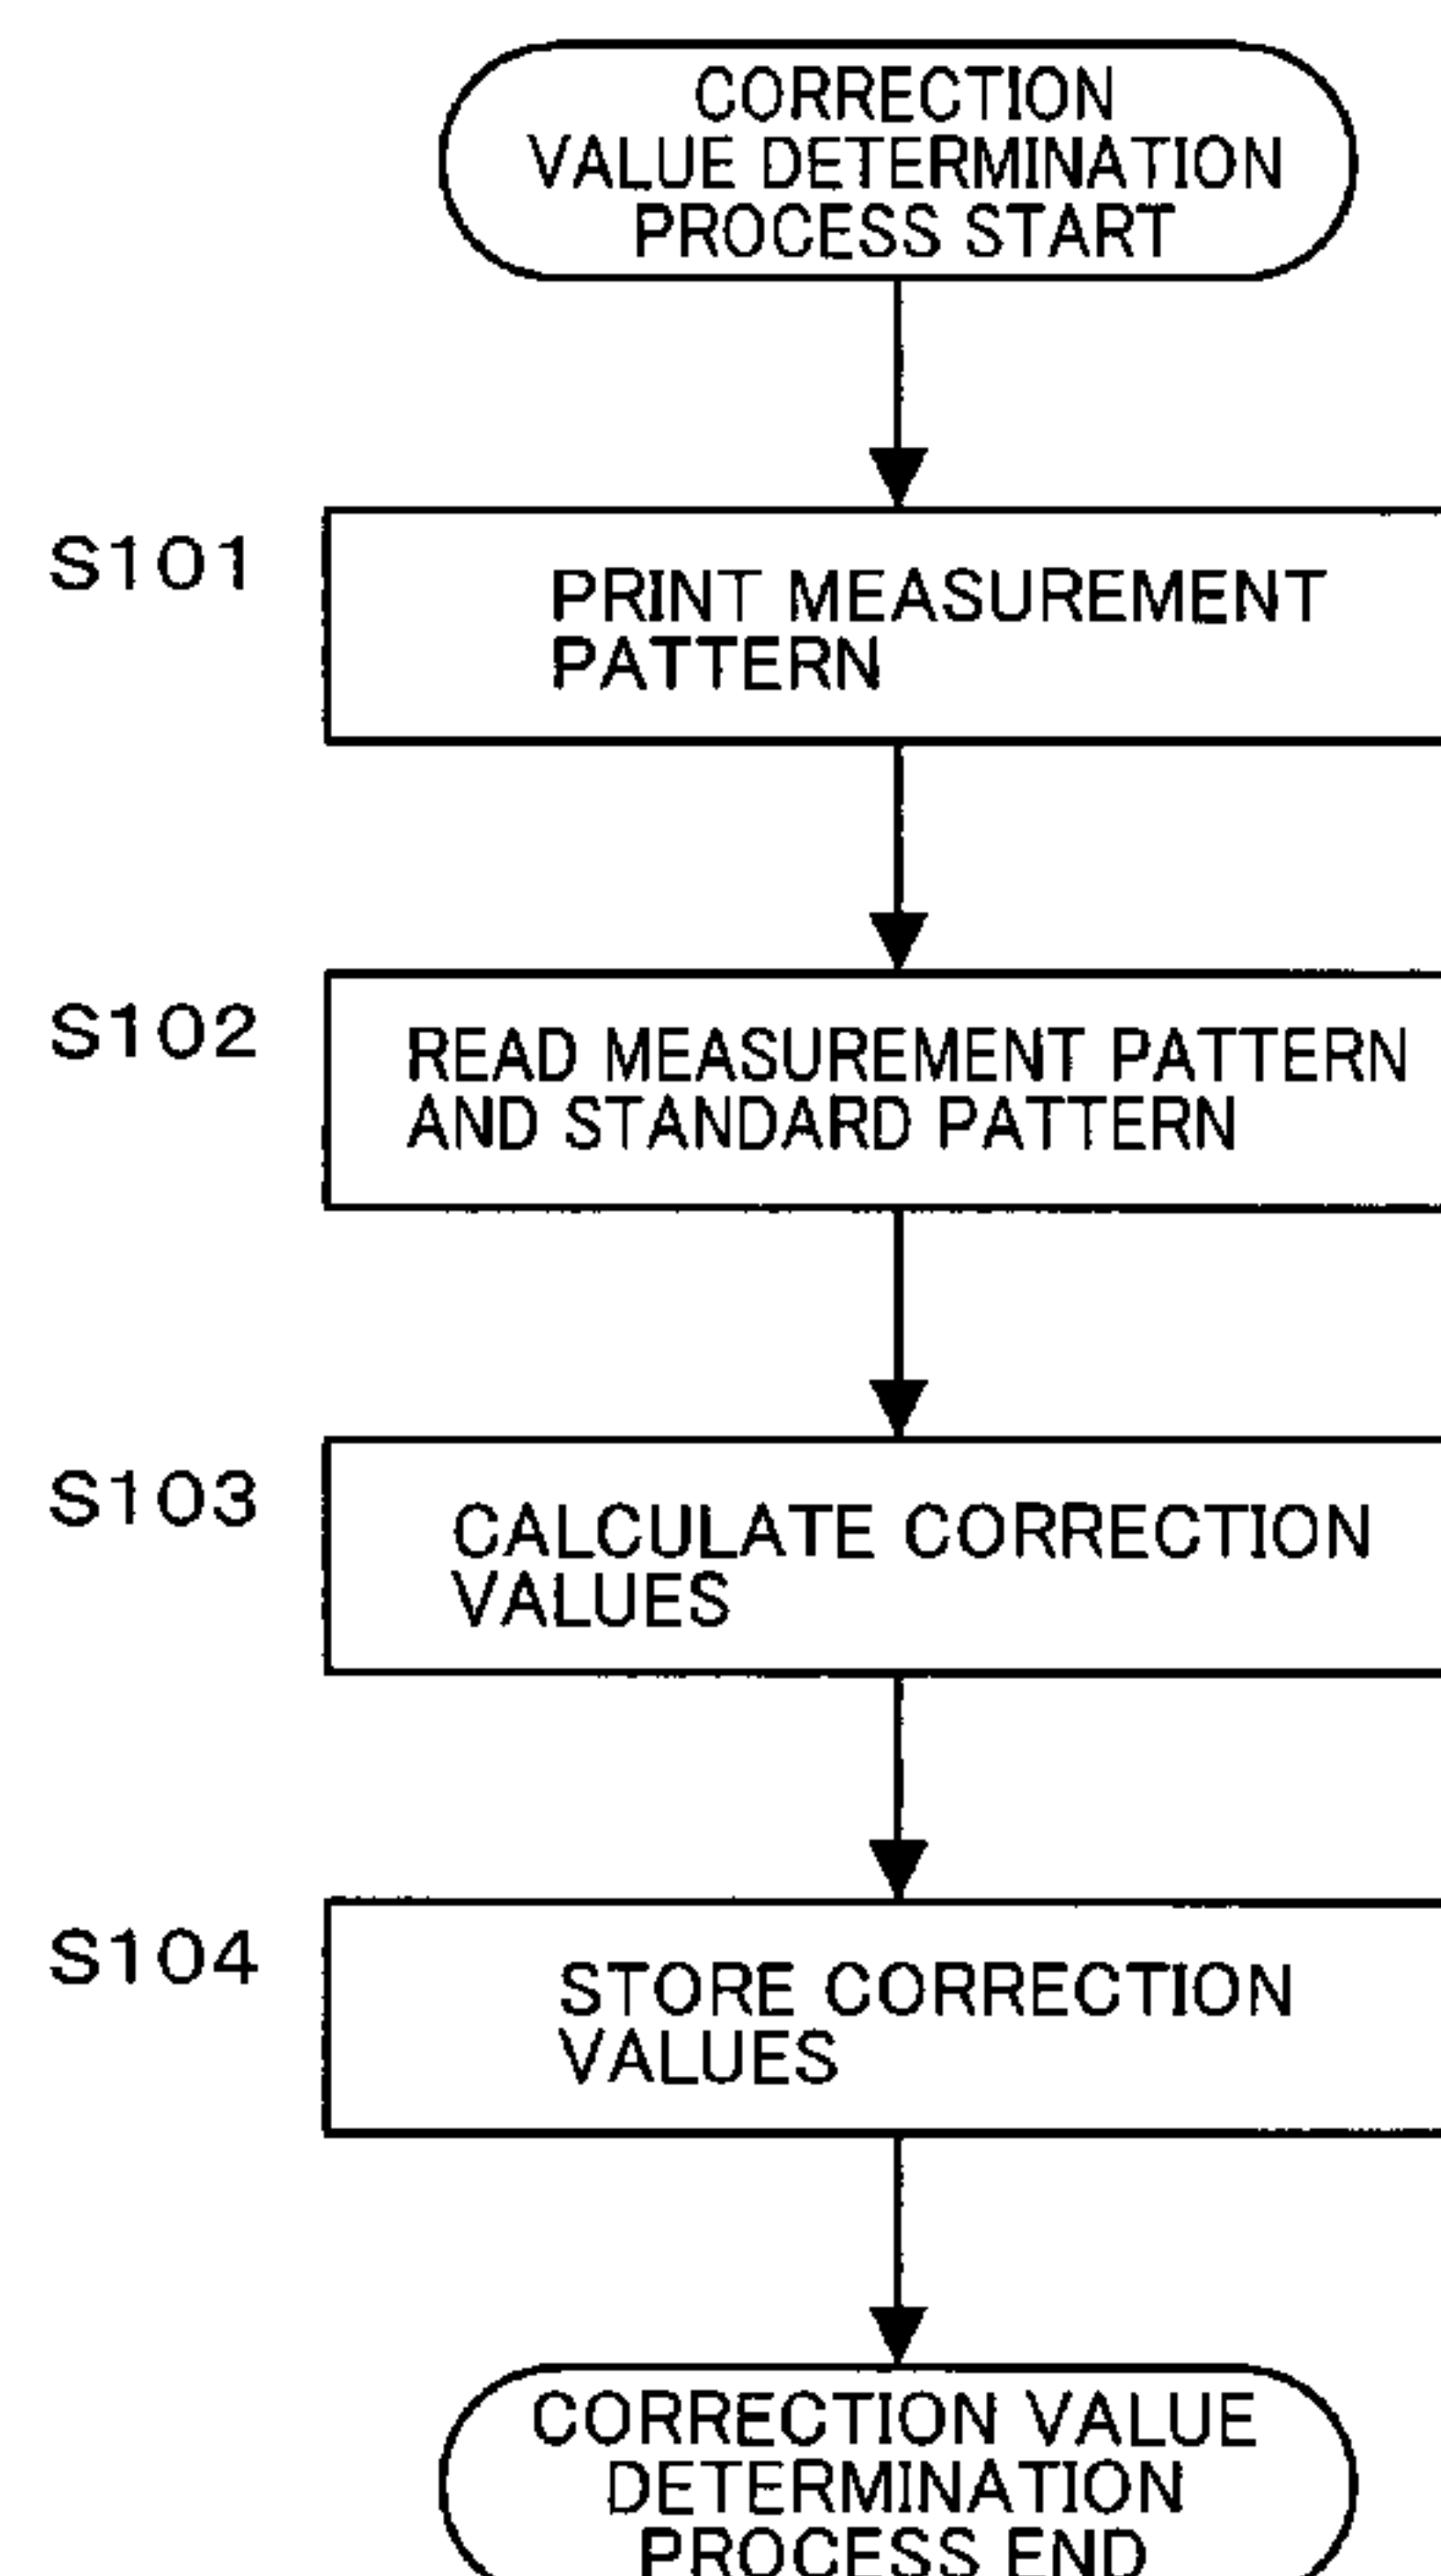 CORRECTION
VALUE DETERMINATION
PROCESS START
S101
PRINT MEASUREMENT
PATTERN
S102
READ MEASUREMENT PATTERN
AND STANDARD PATTERN
S103
CALCULATE CORRECTION
VALUES
S104
STORE CORRECTION
VALUES
CORRECTION VALUE
DETERMINATION
PROCESS END